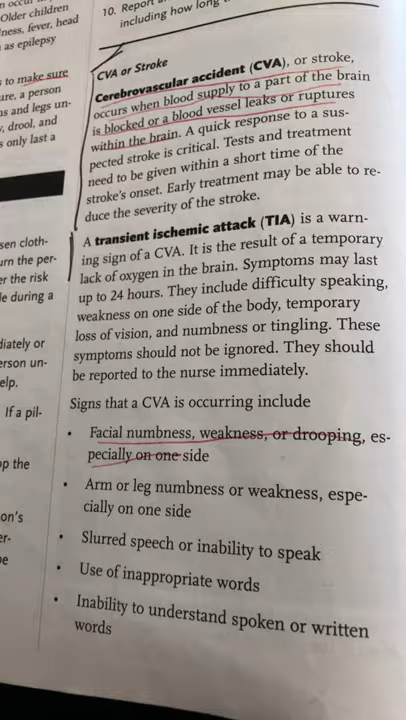 Older children
ness, fever, head
as epilepsy
to make sure
ure, a person
ns and legs un-
, drool, and
s only last a
sen cloth-
urn the per-
er the risk
le during a
diately or
erson un-
elp.
If a pil-
op the
on's
er-
10. Report
including how long
CVA or Stroke
Cerebrovascular accident (CVA), or stroke,
occurs when blood supply to a part of the brain
is blocked or a blood vessel leaks or ruptures
within the brain. A quick response to a sus-
pected stroke is critical. Tests and treatment
need to be given within a short time of the
stroke's onset. Early treatment may be able to re-
duce the severity of the stroke.
A transient ischemic attack (TIA) is a warn-
ing sign of a CVA. It is the result of a temporary
lack of oxygen in the brain. Symptoms may last
up to 24 hours. They include difficulty speaking,
weakness on one side of the body, temporary
loss of vision, and numbness or tingling. These
symptoms should not be ignored. They should
be reported to the nurse immediately.
Signs that a CVA is occurring include
• Facial numbness, weakness, or drooping, es-
pecially on one side
• Arm or leg numbness or weakness, espe-
cially on one side
• Slurred speech or inability to speak
• Use of inappropriate words
• Inability to understand spoken or written
words